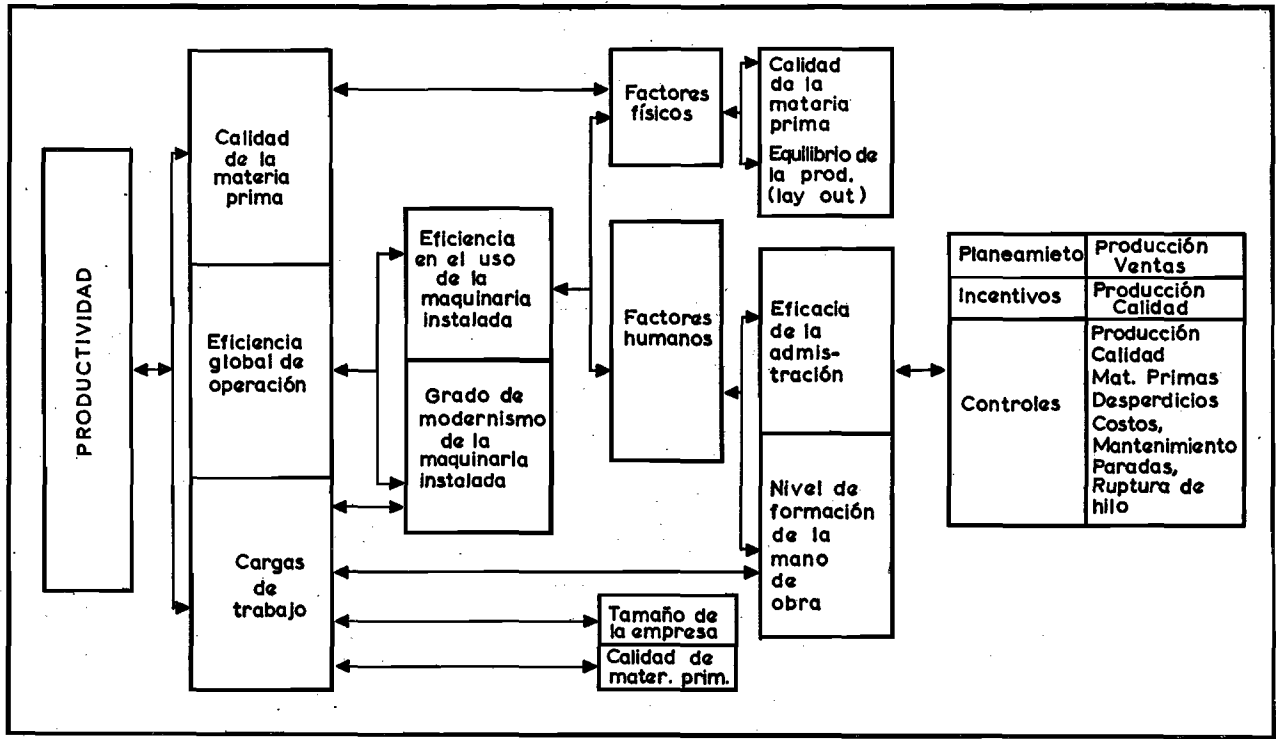 PRODUCTIVIDAD
Calidad
de la
materia
prima
Eficiencia
global de
operación
Cargas
de
trabajo
Eficiencia
en el uso
de la
maquinaria
instalada
Grado de
modernismo
de la
maquinaria
instalada
Factores
físicos
Factores
humanos
Tamaño de
la empresa
Calidad de
mater. prim.
Calidad
da la
mataria
prima
Equilibrio de
la prod.
(lay out)
Eficacia
de la
admis-
tración
Nivel de
formación
de la
mano
de
obra
Planeamieto
Producción
Ventas
Incentivos
Producción
Calidad
Controles
Producción
Calidad
Mat. Primas
Desperdicios
Costos,
Mantenimiento
Paradas,
Ruptura de
hilo